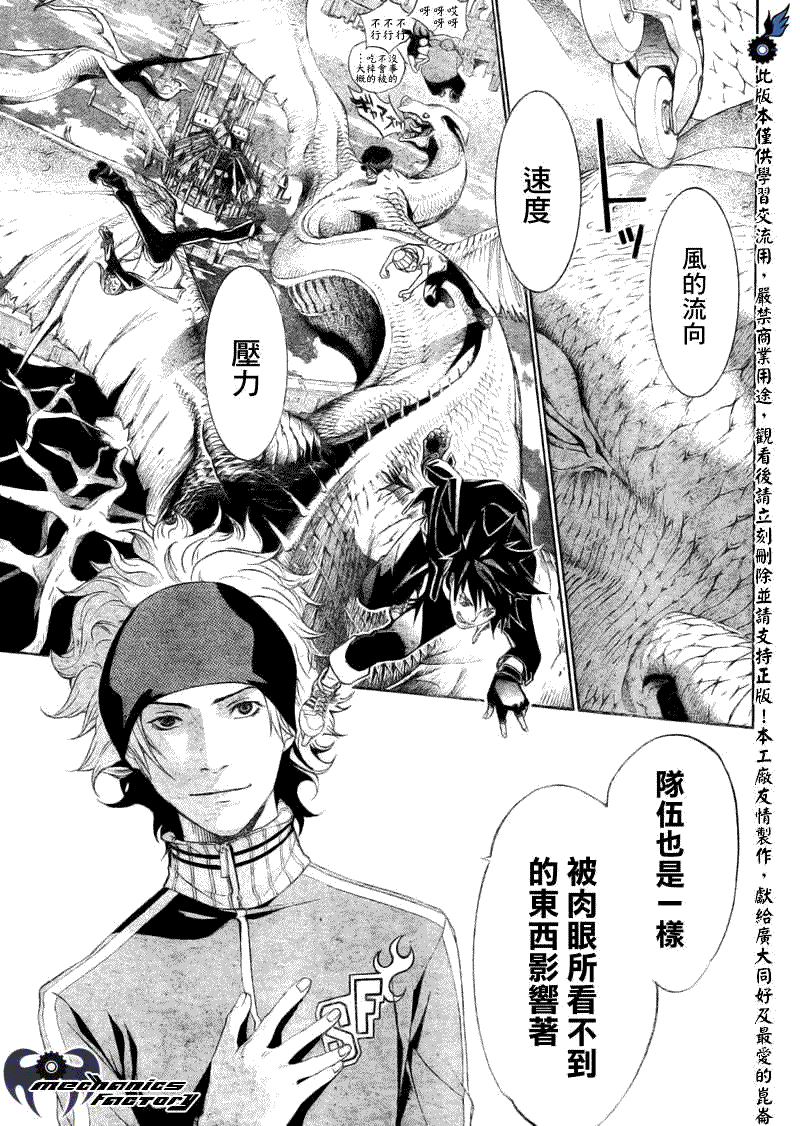 風的流向
速度
哎呀
呀呀
呀呀
不行
不行
不行
沒事的
不會被
吃掉的
…大概
壓力
隊伍也是一樣
被肉眼所看不到
的東西影響著
此版本僅供學習交流用，嚴禁商業用途，觀看後請立刻刪除並請支持正版！本工廠友情製作，獻給廣大同好及最愛的崑崙
SF
mechanics
Factory